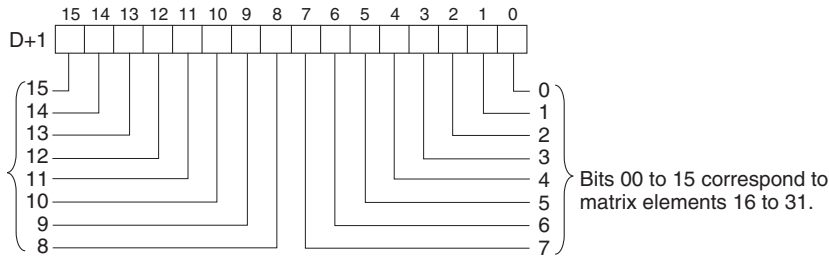 15 14 13 12 11 10 9 8 7 6 5 4 3 2 1 0
D+1
15 0
14 1
13 2
12 3
11 4
10 5
9 6
8 7
Bits 00 to 15 correspond to
matrix elements 16 to 31.